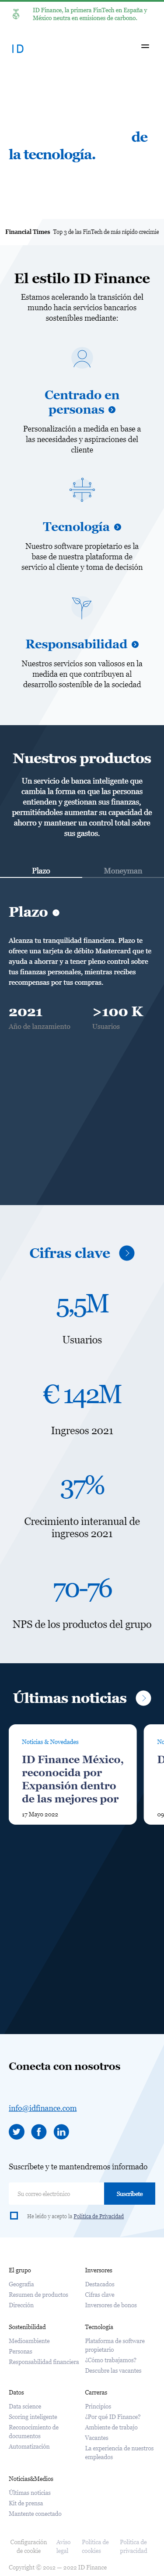 ID Finance, la primera FinTech en España y
México neutra en emisiones de carbono.
ID
de
la tecnología.
Financial Times Top 5 de las FinTech de más rápido crecimie
El estilo ID Finance
Estamos acelerando la transición del
mundo hacia servicios bancarios
sostenibles mediante:
Centrado en
personas
Personalización a medida en base a
las necesidades y aspiraciones del
cliente
Tecnología
Nuestro software propietario es la
base de nuestra plataforma de
servicio al cliente y toma de decisión
Responsabilidad
Nuestros servicios son valiosos en la
medida en que contribuyen al
desarrollo sostenible de la sociedad
Nuestros productos
Un servicio de banca inteligente que
cambia la forma en que las personas
entienden y gestionan sus finanzas,
permitiéndoles aumentar su capacidad de
ahorro y mantener un control total sobre
sus gastos.
Plazo Moneyman
Plazo
Alcanza tu tranquilidad financiera. Plazo te
ofrece una tarjeta de débito Mastercard que te
ayuda a ahorrar y a tener pleno control sobre
tus finanzas personales, mientras recibes
recompensas por tus compras.
2021 >100 K
Año de lanzamiento Usuarios
Cifras clave
5,5M
Usuarios
€ 142M
Ingresos 2021
37%
Crecimiento interanual de
ingresos 2021
70-76
NPS de los productos del grupo
Últimas noticias
Noticias & Novedades No
ID Finance México, D
reconocida por
Expansión dentro
de las mejores por
17 Mayo 2022 09
Conecta con nosotros
info@idfinance.com
Suscríbete y te mantendremos informado
Su correo electrónico Suscríbete
He leído y acepto la Política de Privacidad
El grupo Inversores
Geografía Destacados
Resumen de productos Cifras clave
Dirección Inversores de bonos
Sostenibilidad Tecnología
Medioambiente Plataforma de software
propietario
Personas ¿Cómo trabajamos?
Responsabilidad financiera Descubre las vacantes
Datos Carreras
Data science Principios
Scoring inteligente ¿Por qué ID Finance?
Reconocimiento de
documentos Ambiente de trabajo
Vacantes
Automatización La experiencia de nuestros
empleados
Noticias&Medios
Últimas noticias
Kit de prensa
Mantente conectado
Configuración
de cookie Aviso
legal Política de
cookies Política de
privacidad
Copyright © 2012 — 2022 ID Finance